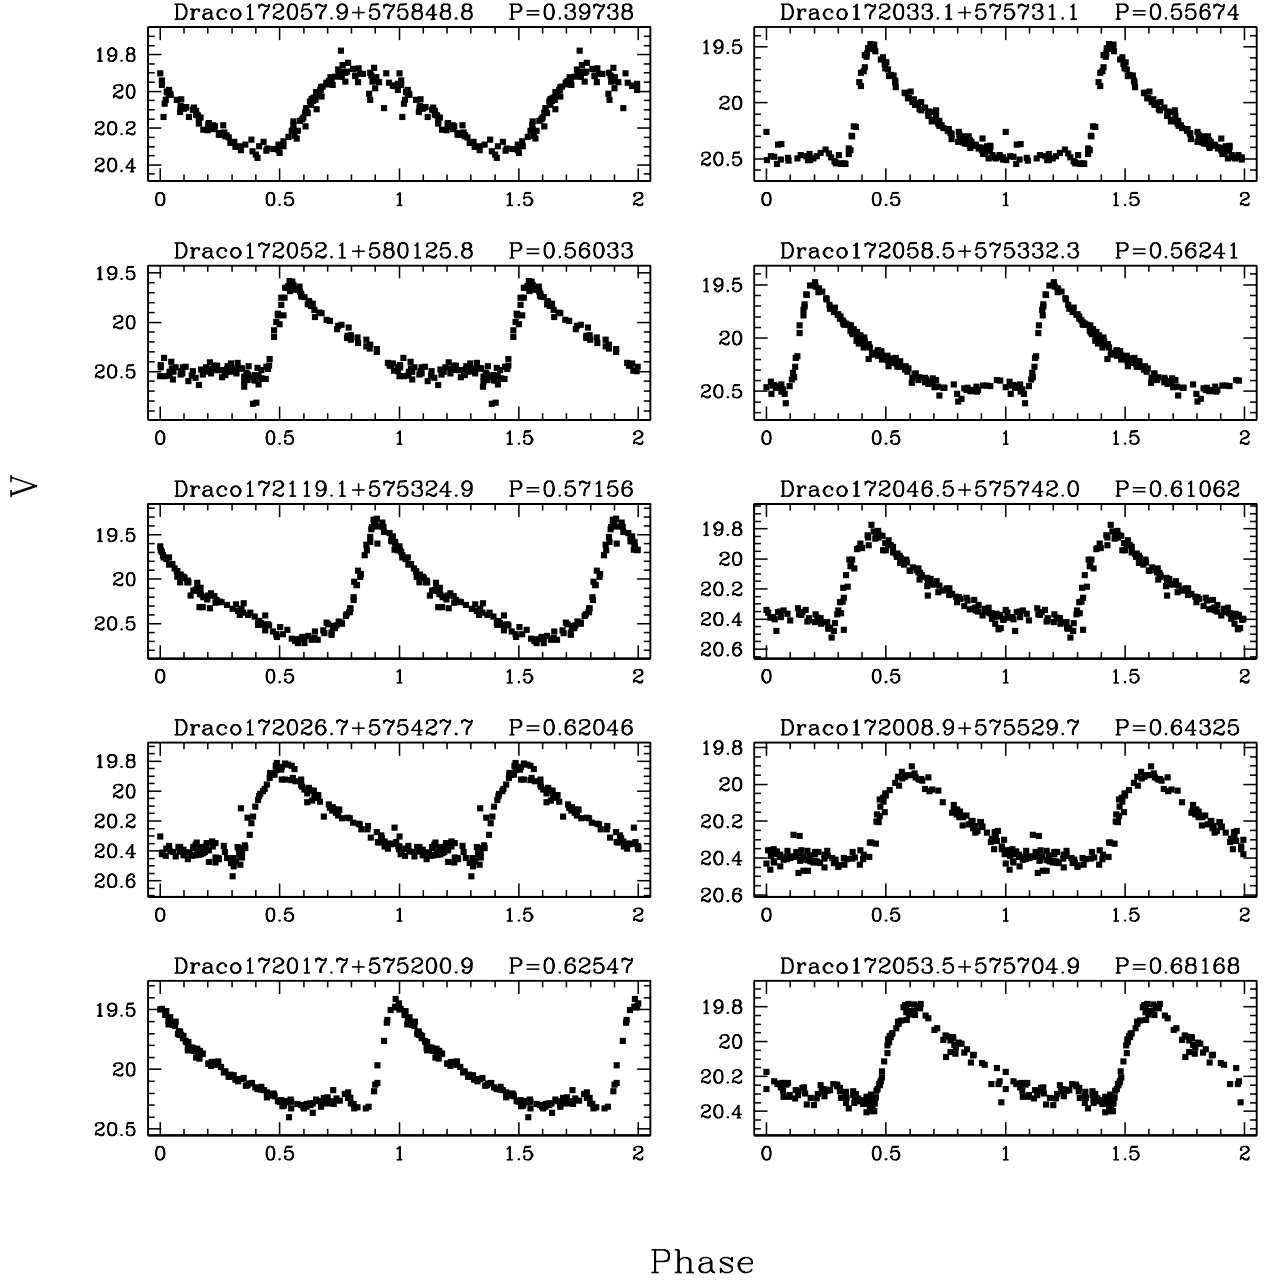 Draco172057.9+575848.8 P=0.39738
Draco172033.1+575731.1 P=0.55674
19.8
20
20.2
20.4
0 0.5 1 1.5 2
19.5
20
20.5
0 0.5 1 1.5 2
Draco172052.1+580125.8 P=0.56033
Draco172058.5+575332.3 P=0.56241
19.5
20
20.5
0 0.5 1 1.5 2
19.5
20
20.5
0 0.5 1 1.5 2
V
Draco172119.1+575324.9 P=0.57156
Draco172046.5+575742.0 P=0.61062
19.5
20
20.5
0 0.5 1 1.5 2
19.8
20
20.2
20.4
20.6
0 0.5 1 1.5 2
Draco172026.7+575427.7 P=0.62046
Draco172008.9+575529.7 P=0.64325
19.8
20
20.2
20.4
20.6
0 0.5 1 1.5 2
19.8
20
20.2
20.4
20.6
0 0.5 1 1.5 2
Draco172017.7+575200.9 P=0.62547
Draco172053.5+575704.9 P=0.68168
19.5
20
20.5
0 0.5 1 1.5 2
19.8
20
20.2
20.4
0 0.5 1 1.5 2
Phase